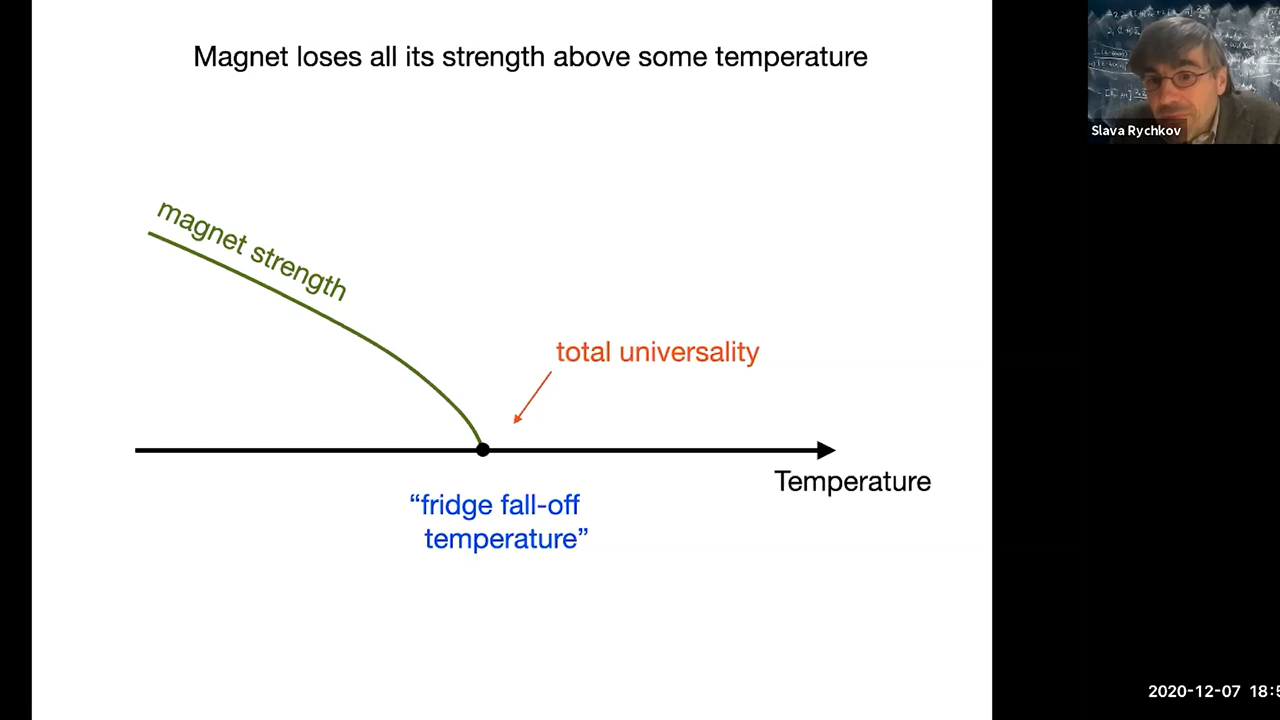 Magnet loses all its strength above some temperature
Slava Rychkov
magnet strength
total universality
Temperature
“fridge fall-off
temperature”
2020-12-07 18:5